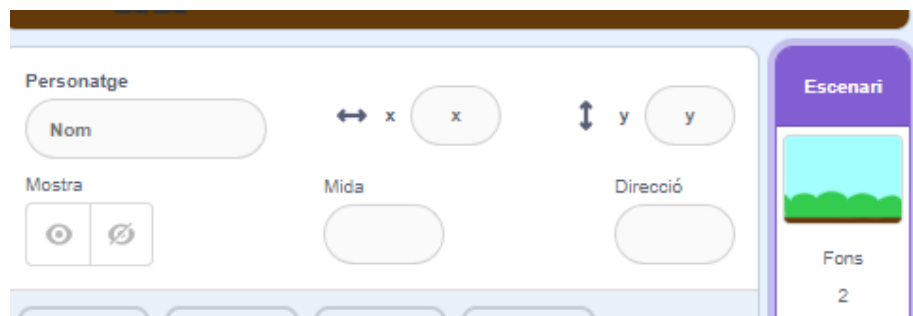 Personatge
Nom
x
x
y
y
Mostra
Mida
Direcció
Escenari
Fons
2